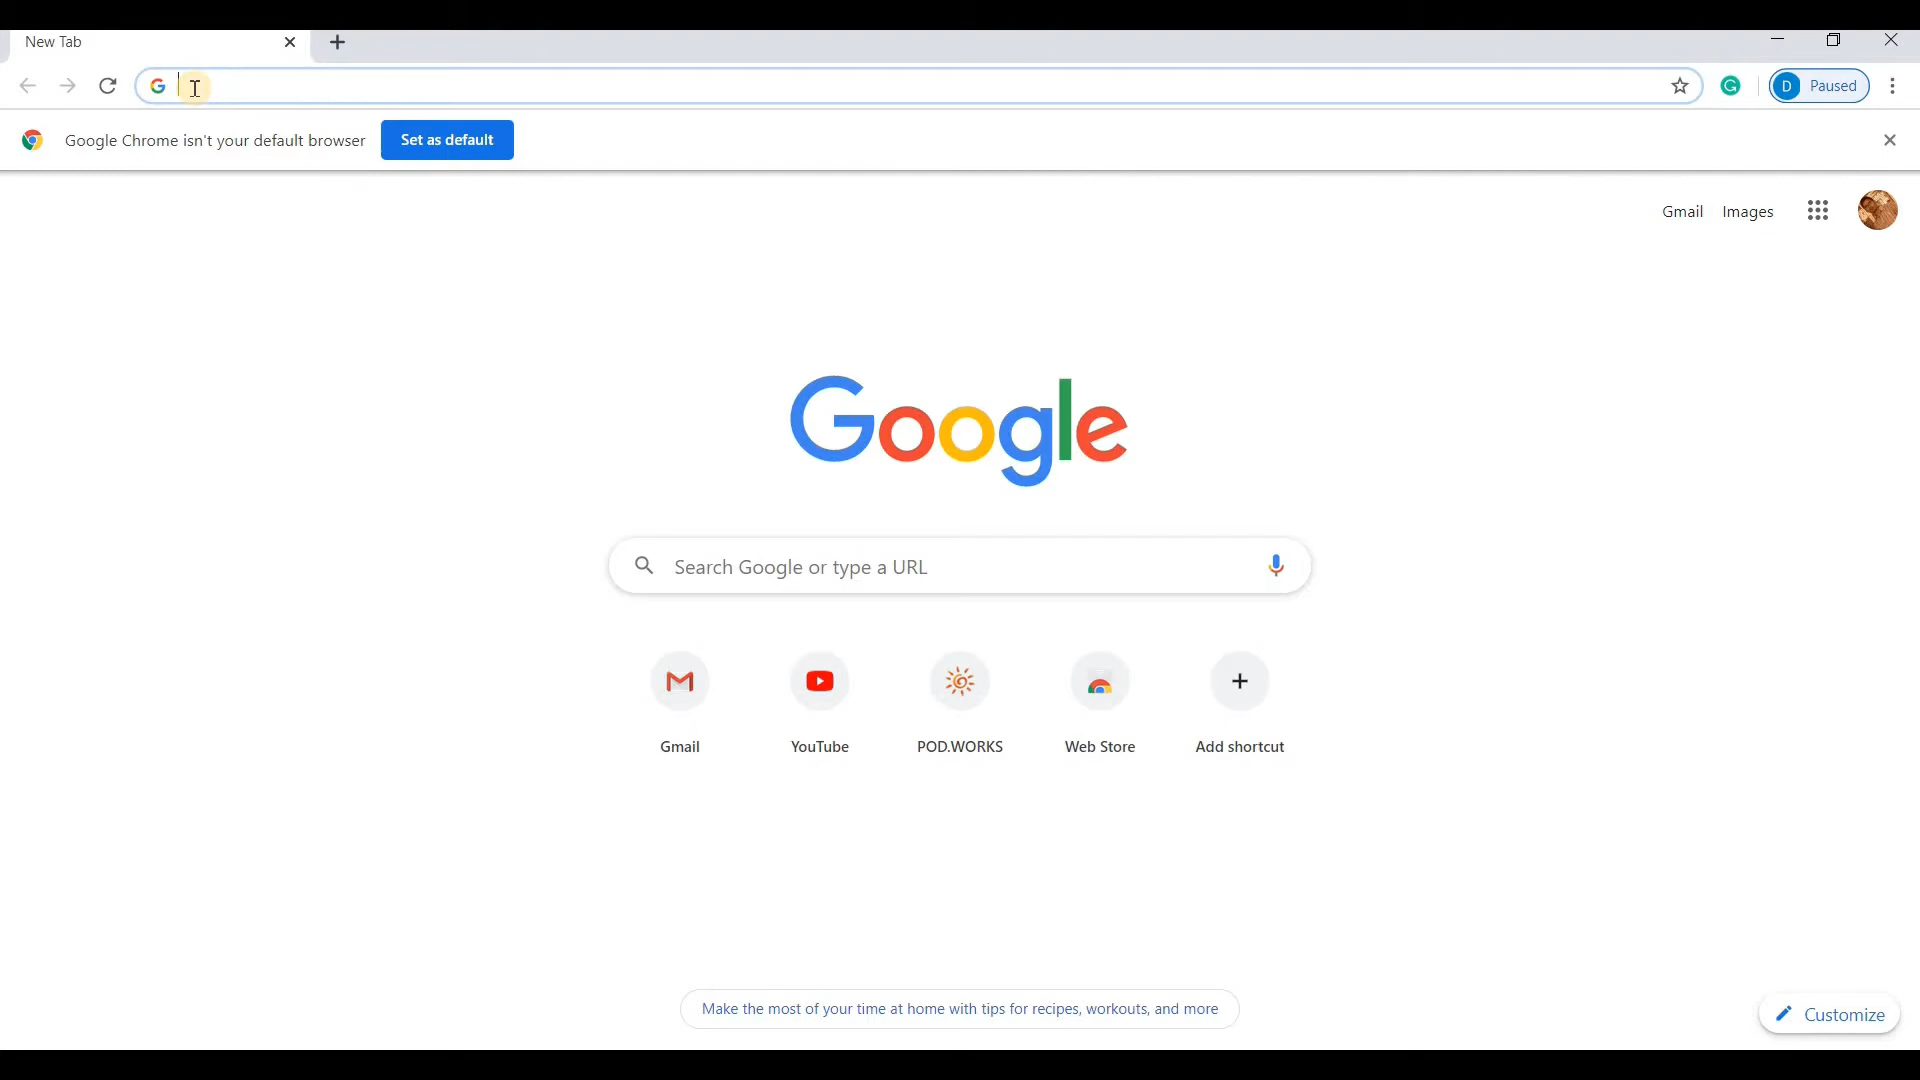 New Tab
D Paused
Google Chrome isn't your default browser Set as default
Gmail Images
Google
Search Google or type a URL
Gmail YouTube POD.WORKS Web Store Add shortcut
Make the most of your time at home with tips for recipes, workouts, and more
Customize